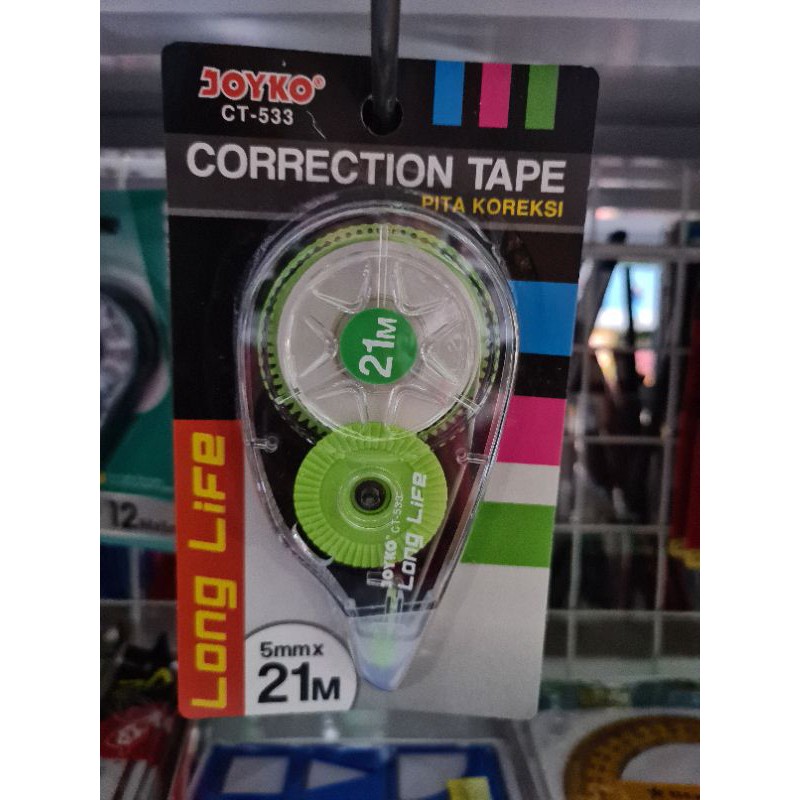 JOYKO®
CT-533
CORRECTION TAPE
PITA KOREKSI
21M
JOYKO® CT-533
Long Life
Long Life
5mm x
21M
12